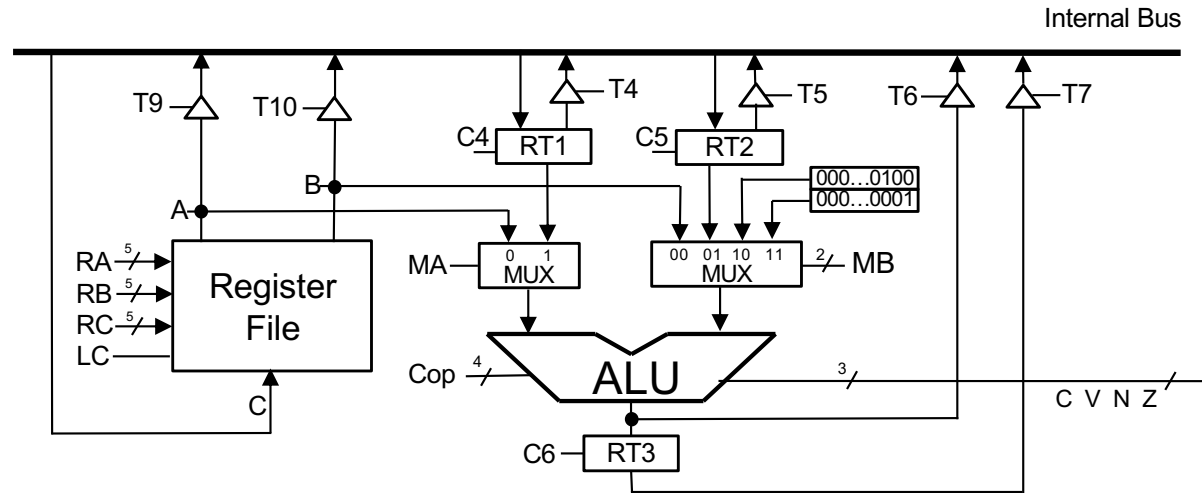 Internal Bus
T9
T10
T4
T5
T6
T7
C4
RT1
C5
RT2
000...0100
000...0001
B
A
RA
5
RB
5
RC
5
LC
Register
File
C
MA
0 1
MUX
00 01 10 11
MUX
2
MB
Cop
4
ALU
3
C V N Z
C6
RT3